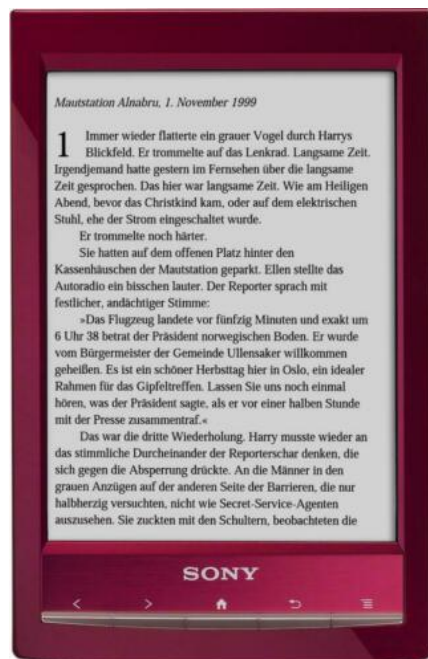 Mautstation Alnabru, 1. November 1999
1 Immer wieder flatterte ein grauer Vogel durch Harrys
Blickfeld. Er trommelte auf das Lenkrad. Langsame Zeit.
Irgendjemand hatte gestern im Fernsehen über die langsame
Zeit gesprochen. Das hier war langsame Zeit. Wie am Heiligen
Abend, bevor das Christkind kam, oder auf dem elektrischen
Stuhl, ehe der Strom eingeschaltet wurde.
Er trommelte noch härter.
Sie hatten auf dem offenen Platz hinter den
Kassenhäuschen der Mautstation geparkt. Ellen stellte das
Autoradio ein bisschen lauter. Der Reporter sprach mit
festlicher, andächtiger Stimme:
»Das Flugzeug landete vor fünfzig Minuten und exakt um
6 Uhr 38 betrat der Präsident norwegischen Boden. Er wurde
vom Bürgermeister der Gemeinde Ullensaker willkommen
geheißen. Es ist ein schöner Herbsttag hier in Oslo, ein idealer
Rahmen für das Gipfeltreffen. Lassen Sie uns noch einmal
hören, was der Präsident sagte, als er vor einer halben Stunde
mit der Presse zusammentraf.«
Das war die dritte Wiederholung. Harry musste wieder an
das stimmliche Durcheinander der Reporterschar denken, die
sich gegen die Absperrung drückte. An die Männer in den
grauen Anzügen auf der anderen Seite der Barrieren, die nur
halbherzig versuchten, nicht wie Secret-Service-Agenten
auszusehen. Sie zuckten mit den Schultern, beobachteten die
SONY